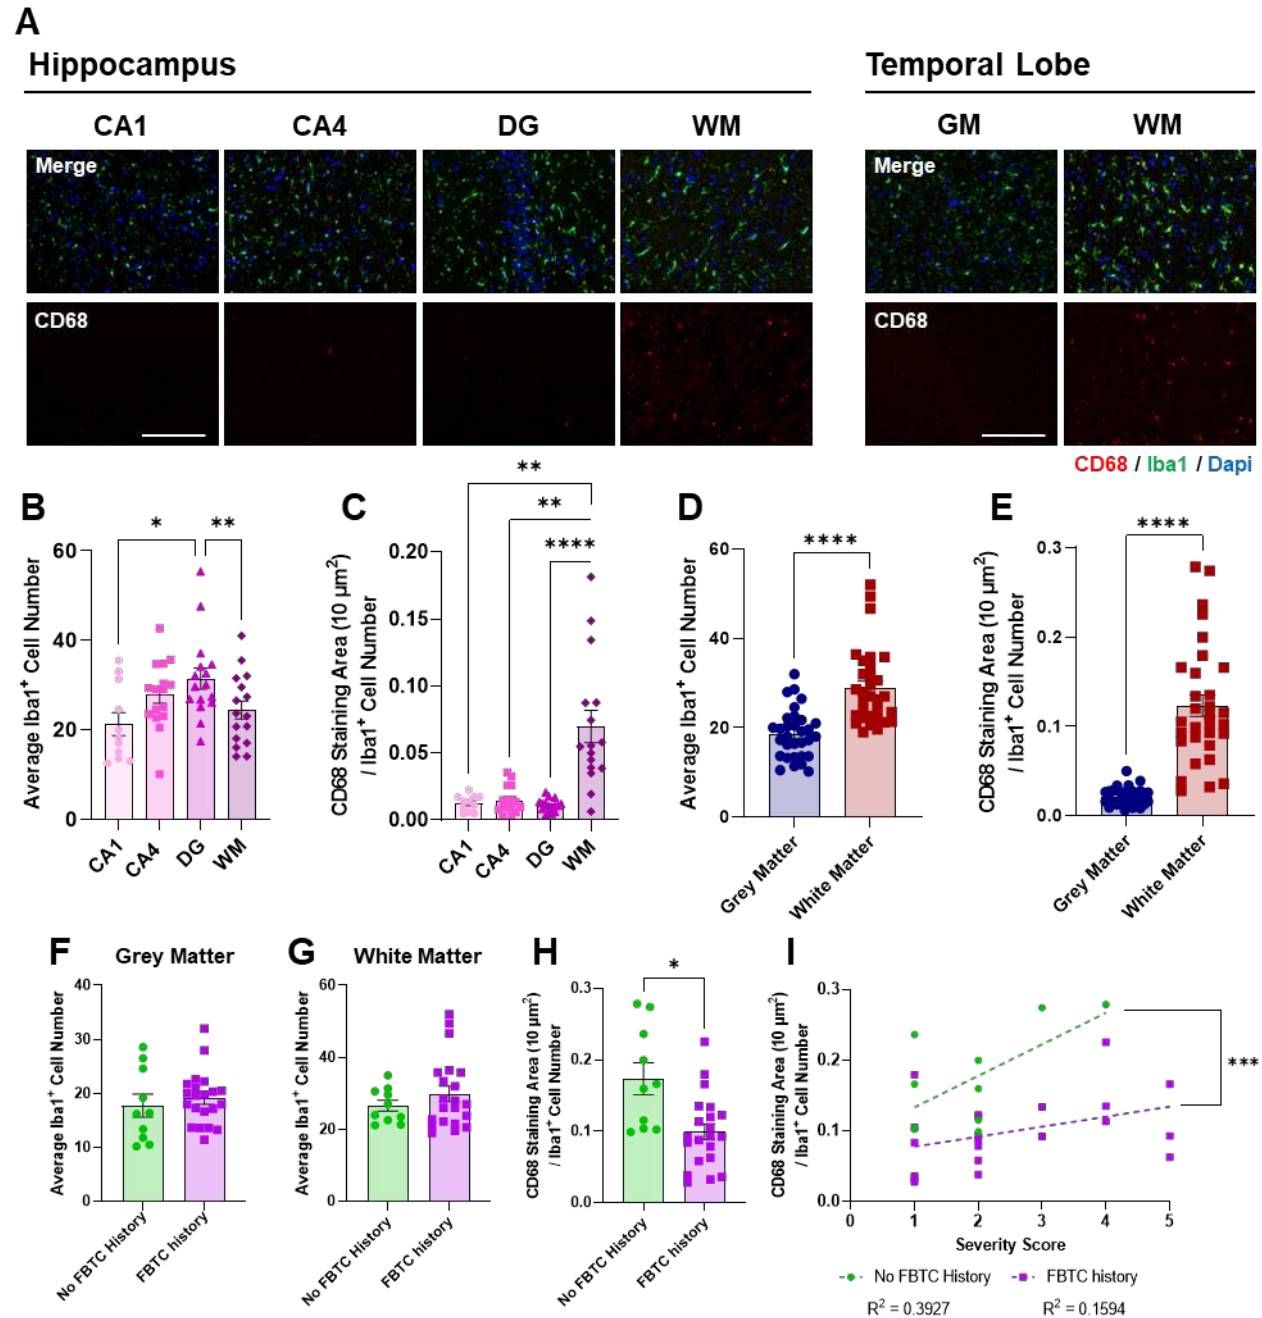 A
Hippocampus
Temporal Lobe
CA1
CA4
DG
WM
GM
WM
Merge
Merge
CD68
CD68
CD68 / Iba1 / Dapi
B
Average Iba1⁺ Cell Number
60
40
20
0
*
**
CA1
CA4
DG
WM
C
CD68 Staining Area (10 µm²)
/ Iba1⁺ Cell Number
0.20
0.15
0.10
0.05
0.00
**
**
****
CA1
CA4
DG
WM
D
Average Iba1⁺ Cell Number
60
40
20
0
****
Grey Matter
White Matter
E
CD68 Staining Area (10 µm²)
/ Iba1⁺ Cell Number
0.3
0.2
0.1
0.0
****
Grey Matter
White Matter
F
Grey Matter
Average Iba1⁺ Cell Number
40
30
20
10
0
No FBTC History
FBTC history
G
White Matter
Average Iba1⁺ Cell Number
60
40
20
0
No FBTC History
FBTC history
H
CD68 Staining Area (10 µm²)
/ Iba1⁺ Cell Number
0.3
0.2
0.1
0.0
*
No FBTC History
FBTC history
I
CD68 Staining Area (10 µm²)
/ Iba1⁺ Cell Number
0.3
0.2
0.1
0.0
***
0 1 2 3 4 5
Severity Score
No FBTC History
FBTC history
R² = 0.3927
R² = 0.1594